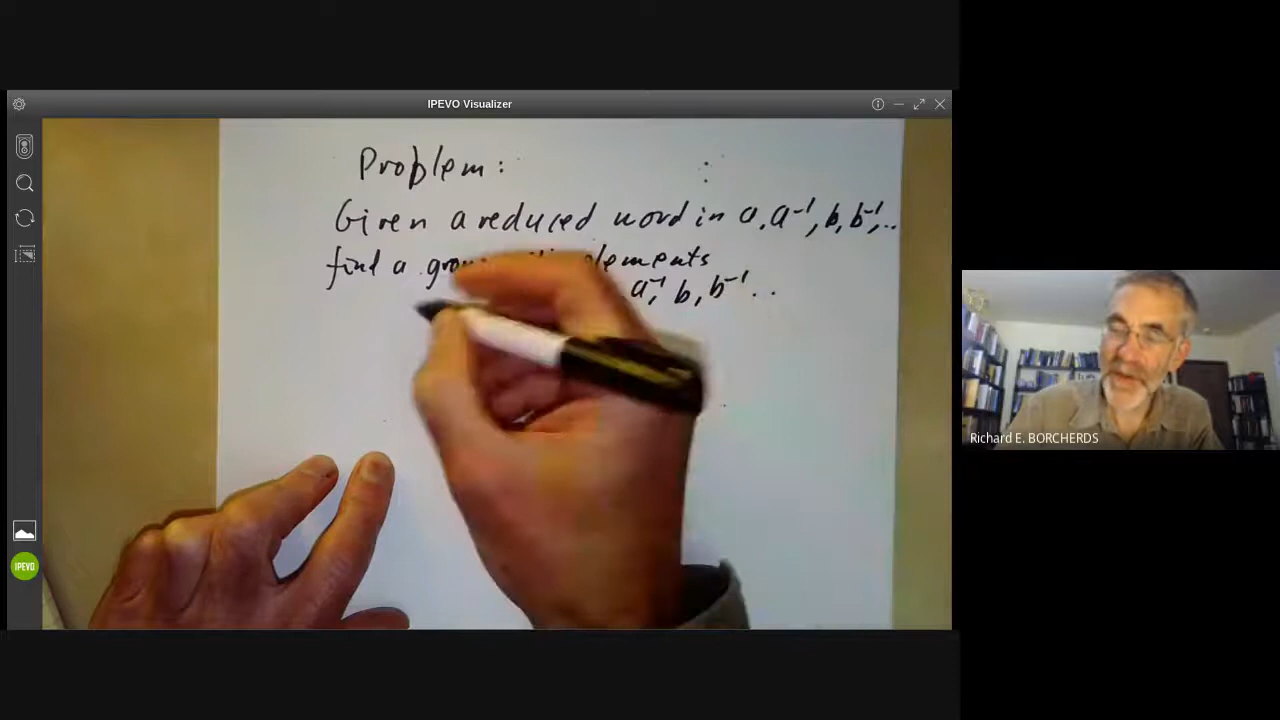 IPEVO Visualizer
Problem:
Given a reduced word in a, a⁻¹, b, b⁻¹, ..
find a elements
a⁻¹, b, b⁻¹ . .
Richard E. BORCHERDS
IPEVO